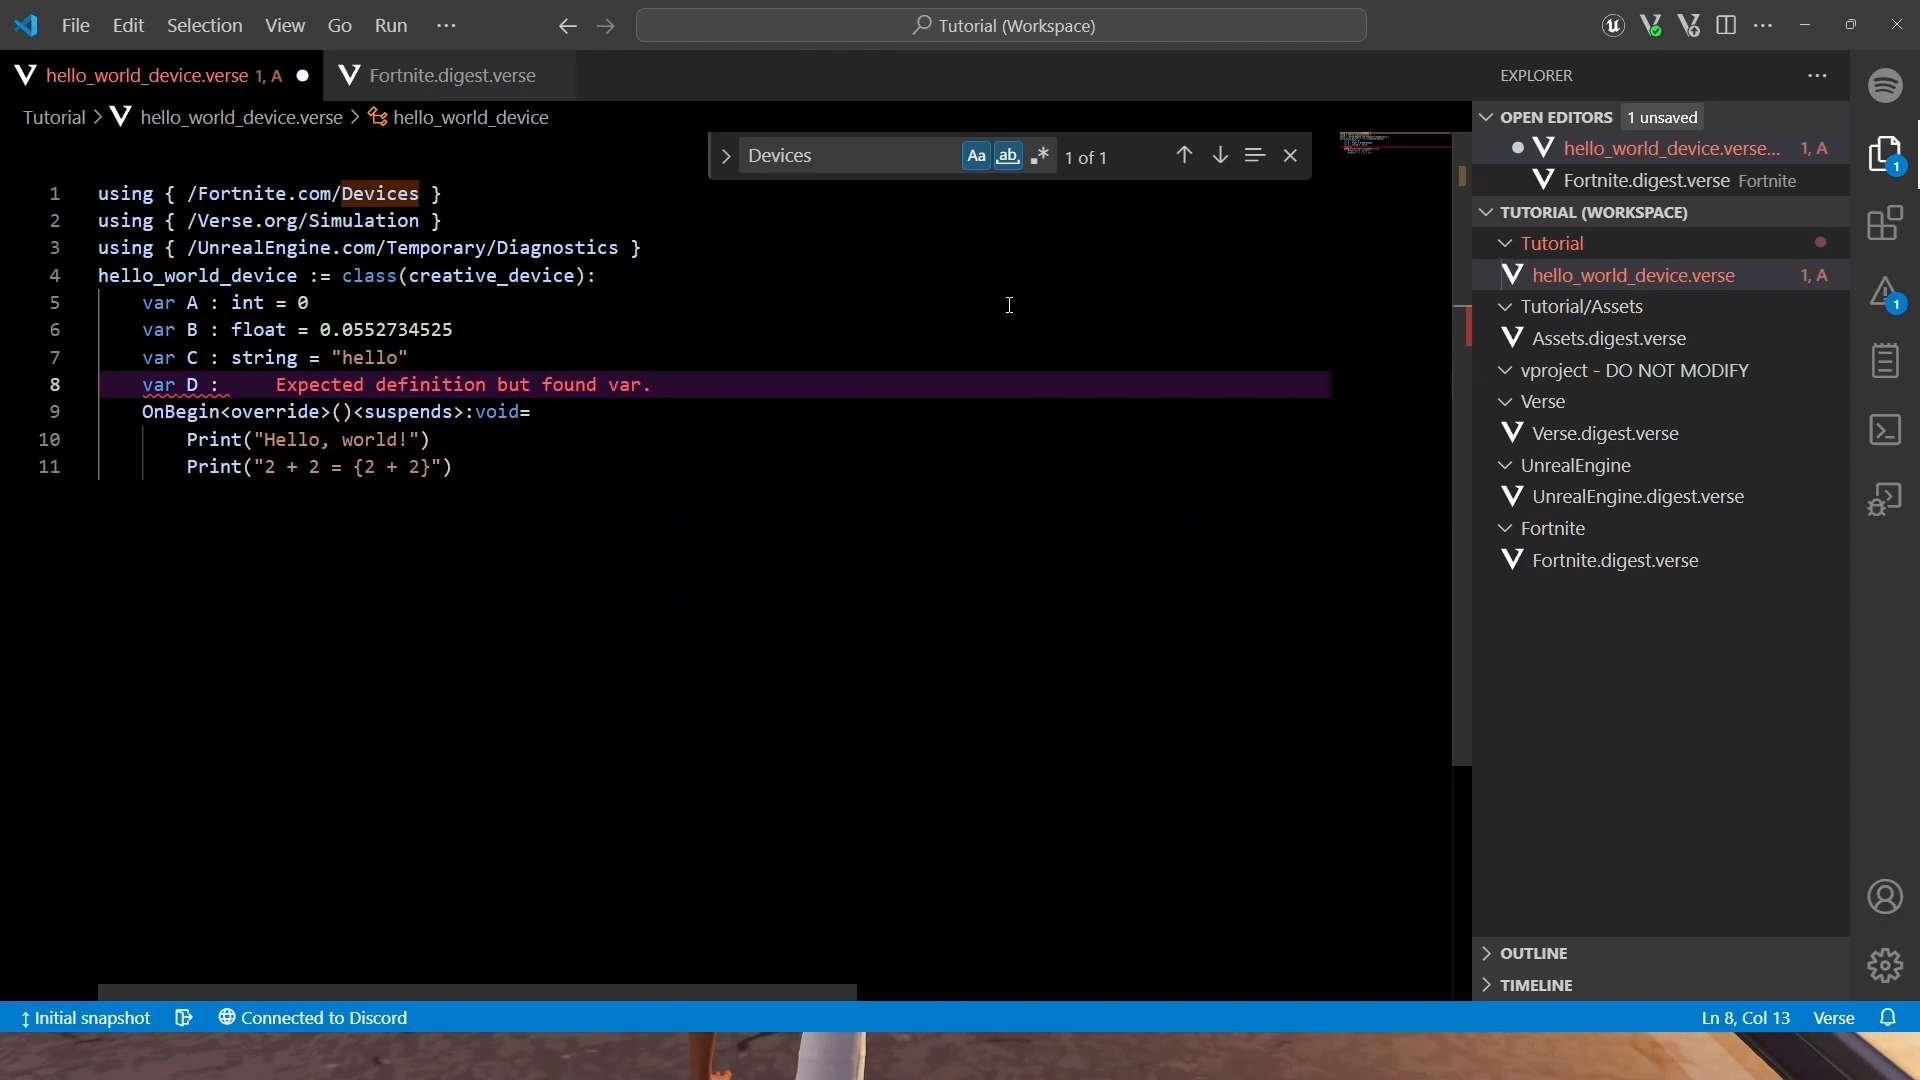 File Edit Selection View Go Run ··· Tutorial (Workspace)
hello_world_device.verse 1, A Fortnite.digest.verse
Tutorial > hello_world_device.verse > hello_world_device
Devices Aa ab .* 1 of 1
1 using { /Fortnite.com/Devices }
2 using { /Verse.org/Simulation }
3 using { /UnrealEngine.com/Temporary/Diagnostics }
4 hello_world_device := class(creative_device):
5 var A : int = 0
6 var B : float = 0.0552734525
7 var C : string = "hello"
8 var D : Expected definition but found var.
9 OnBegin<override>()<suspends>:void=
10 Print("Hello, world!")
11 Print("2 + 2 = {2 + 2}")
EXPLORER ···
OPEN EDITORS 1 unsaved
hello_world_device.verse... 1, A
Fortnite.digest.verse Fortnite
TUTORIAL (WORKSPACE)
Tutorial
hello_world_device.verse 1, A
Tutorial/Assets
Assets.digest.verse
vproject - DO NOT MODIFY
Verse
Verse.digest.verse
UnrealEngine
UnrealEngine.digest.verse
Fortnite
Fortnite.digest.verse
OUTLINE
TIMELINE
1
1
Initial snapshot Connected to Discord Ln 8, Col 13 Verse